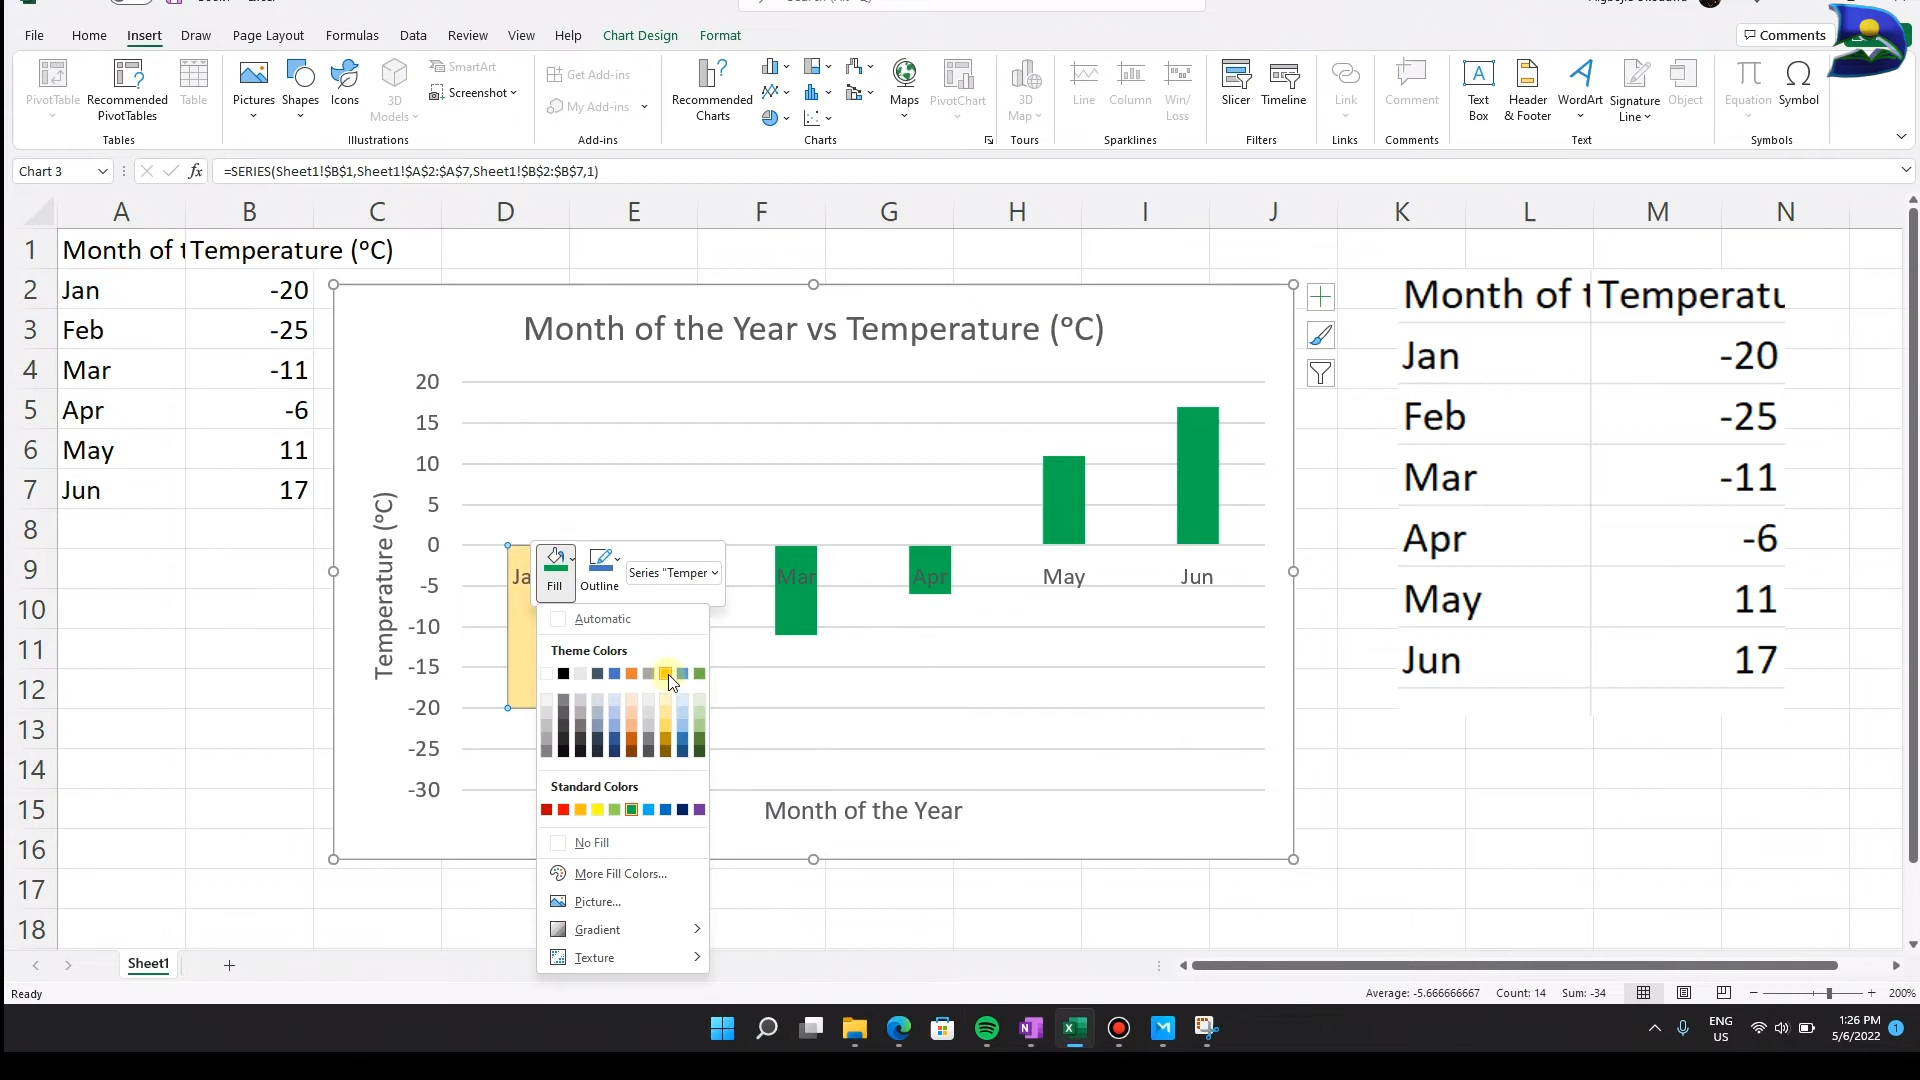 File Home Insert Draw Page Layout Formulas Data Review View Help Chart Design Format Comments
PivotTable Recommended PivotTables Table
Tables
Pictures Shapes Icons 3D Models SmartArt Screenshot
Illustrations
Get Add-ins My Add-ins
Add-ins
Recommended Charts Maps PivotChart
Charts
3D Map
Tours
Line Column Win/Loss
Sparklines
Slicer Timeline
Filters
Link
Links
Comment
Comments
Text Box Header & Footer WordArt Signature Line Object
Text
Equation Symbol
Symbols
Chart 3 fx =SERIES(Sheet1!$B$1,Sheet1!$A$2:$A$7,Sheet1!$B$2:$B$7,1)
A B C D E F G H I J K L M N
1 Month of t Temperature (°C)
2 Jan -20
3 Feb -25
4 Mar -11
5 Apr -6
6 May 11
7 Jun 17
8
9
10
11
12
13
14
15
16
17
18
Month of the Year vs Temperature (°C)
20
15
10
5
0
-5
-10
-15
-20
-25
-30
Temperature (°C)
Ja Mar Apr May Jun
Month of the Year
Fill Outline Series "Temper
Automatic
Theme Colors
Standard Colors
No Fill
More Fill Colors...
Picture...
Gradient
Texture
Month of t Temperatu
Jan -20
Feb -25
Mar -11
Apr -6
May 11
Jun 17
Sheet1
Ready Average: -5.666666667 Count: 14 Sum: -34 200%
ENG
US
1:26 PM
5/6/2022
1